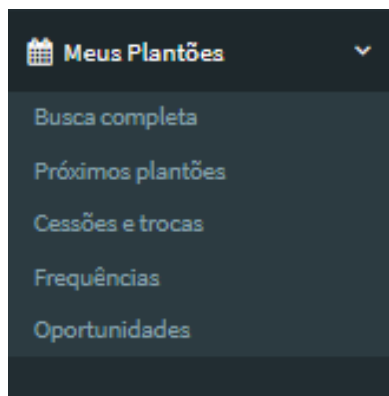 Meus Plantões
Busca completa
Próximos plantões
Cessões e trocas
Frequências
Oportunidades